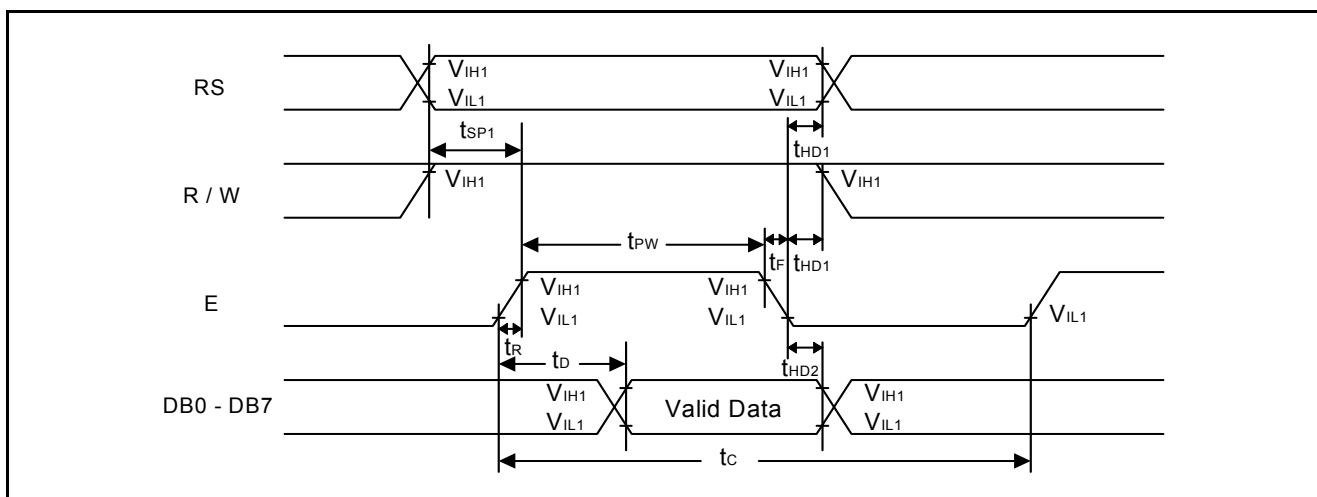 RS
VIH1
VIH1
VIL1
VIL1
tSP1
tHD1
R / W
VIH1
VIH1
tPW
tF
tHD1
E
VIH1
VIH1
VIL1
VIL1
VIL1
tR
tD
tHD2
DB0 - DB7
VIH1
Valid Data
VIH1
VIL1
VIL1
tC